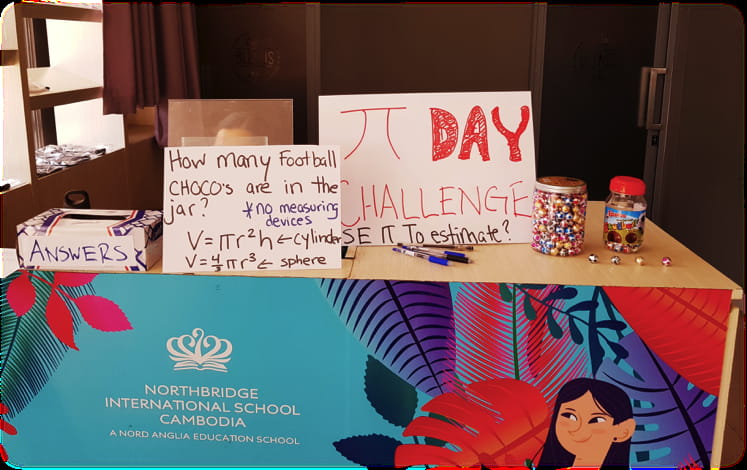 π DAY
CHALLENGE
SE IT To estimate?
How many Football
CHOCO's are in the
jar?
*no measuring
devices
V=πr²h ← cylinder
V=4/3πr³ ← sphere
ANSWERS
NORTHBRIDGE
INTERNATIONAL SCHOOL
CAMBODIA
A NORD ANGLIA EDUCATION SCHOOL